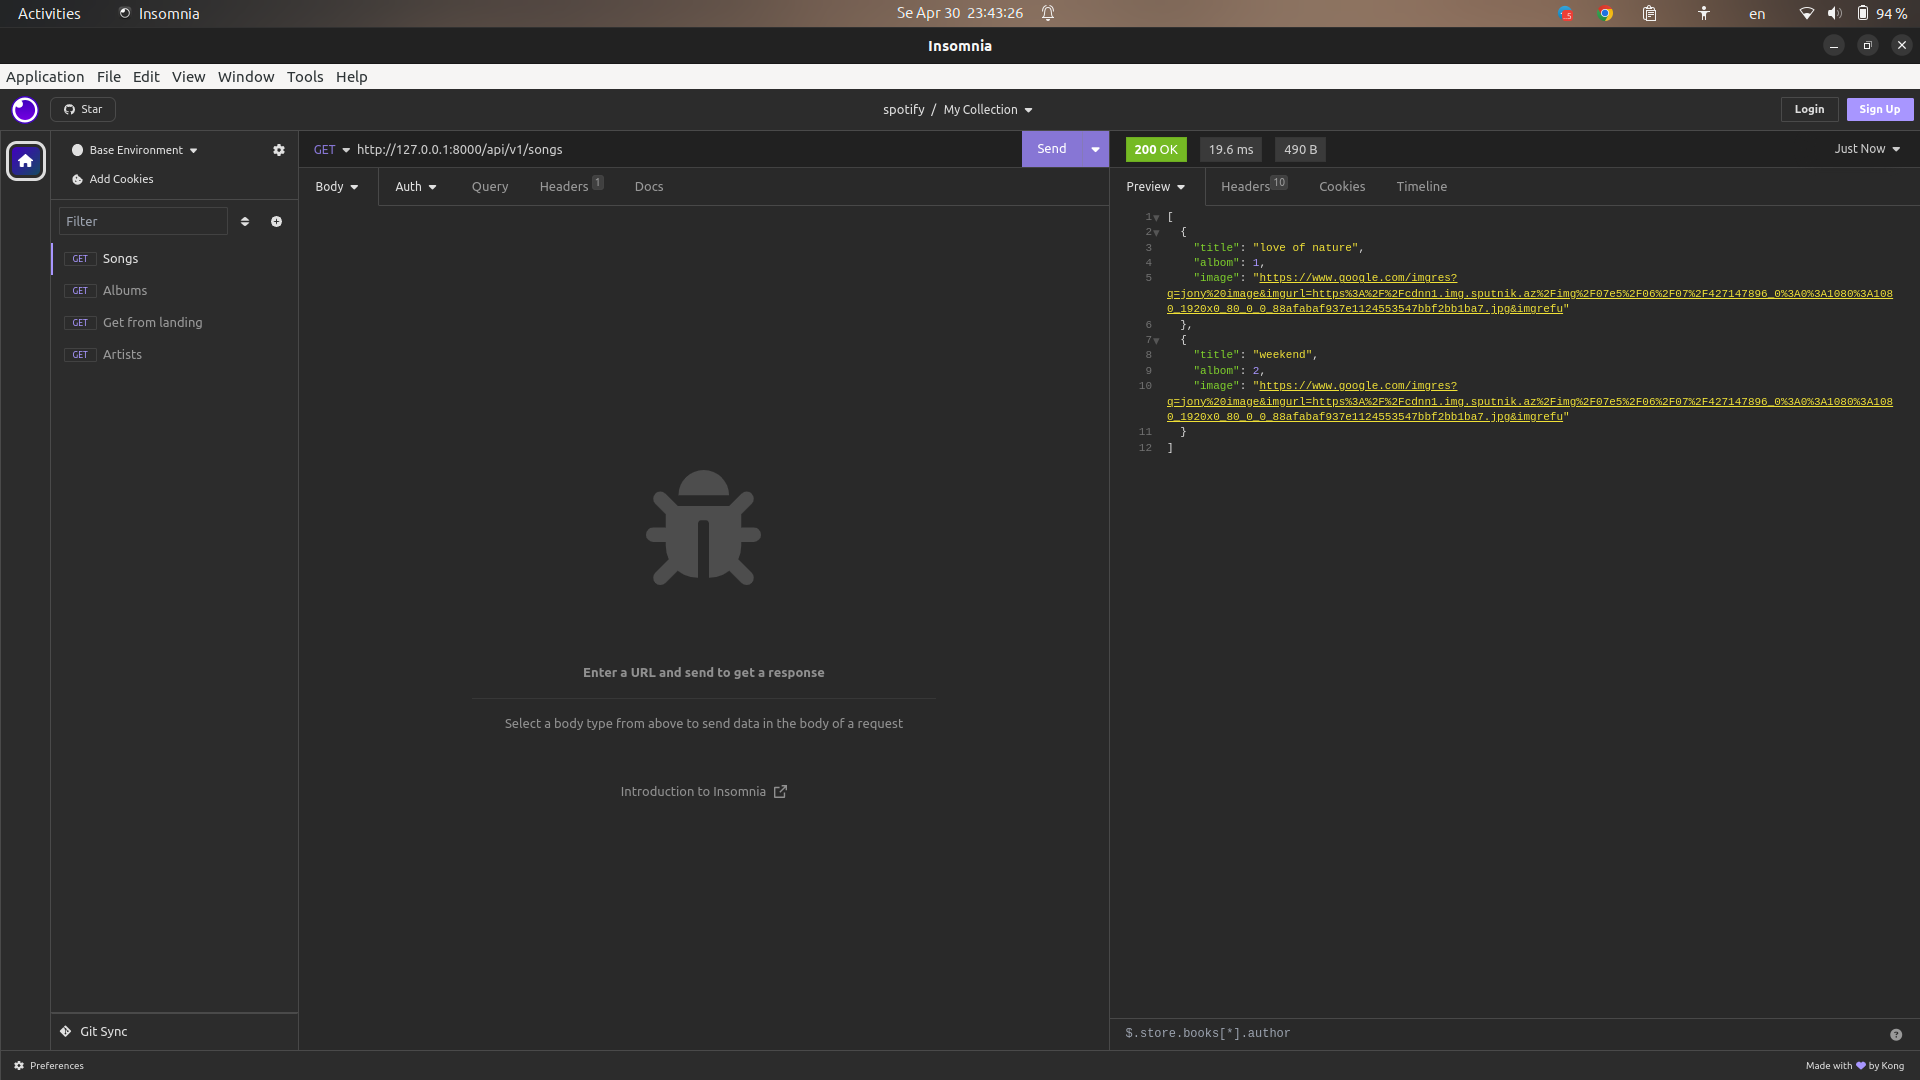 Activities Insomnia Se Apr 30 23:43:26 en 94 %
Insomnia
Application File Edit View Window Tools Help
Star spotify / My Collection Login Sign Up
Base Environment
Add Cookies
Filter
GET Songs
GET Albums
GET Get from landing
GET Artists
Git Sync
GET http://127.0.0.1:8000/api/v1/songs Send
Body Auth Query Headers 1 Docs
Enter a URL and send to get a response
Select a body type from above to send data in the body of a request
Introduction to Insomnia
200 OK 19.6 ms 490 B Just Now
Preview Headers 10 Cookies Timeline
1 [
2 {
3 "title": "love of nature",
4 "albom": 1,
5 "image": "https://www.google.com/imgres?
q=jony%20image&imgurl=https%3A%2F%2Fcdnn1.img.sputnik.az%2Fimg%2F07e5%2F06%2F07%2F427147896_0%3A0%3A1080%3A108
0_1920x0_80_0_0_88afabaf937e1124553547bbf2bb1ba7.jpg&imgrefu"
6 },
7 {
8 "title": "weekend",
9 "albom": 2,
10 "image": "https://www.google.com/imgres?
q=jony%20image&imgurl=https%3A%2F%2Fcdnn1.img.sputnik.az%2Fimg%2F07e5%2F06%2F07%2F427147896_0%3A0%3A1080%3A108
0_1920x0_80_0_0_88afabaf937e1124553547bbf2bb1ba7.jpg&imgrefu"
11 }
12 ]
$.store.books[*].author
Preferences Made with 💜 by Kong